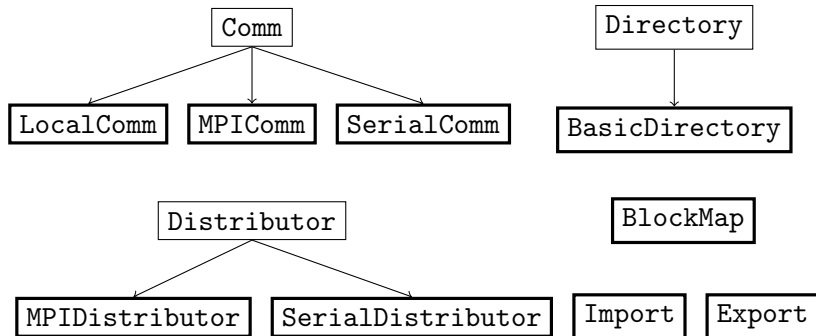 Comm
Directory
LocalComm
MPIComm
SerialComm
BasicDirectory
Distributor
BlockMap
MPIDistributor
SerialDistributor
Import
Export